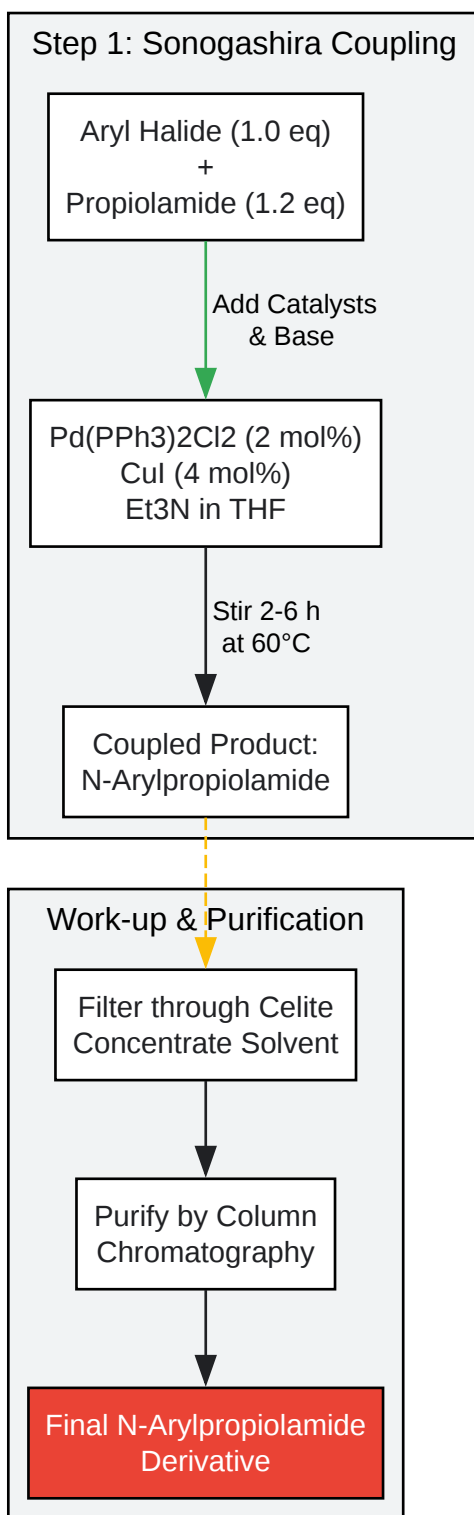 Step 1: Sonogashira Coupling
Aryl Halide (1.0 eq)
+
Propiolamide (1.2 eq)
Add Catalysts
& Base
Pd(PPh3)2Cl2 (2 mol%)
CuI (4 mol%)
Et3N in THF
Stir 2-6 h
at 60°C
Coupled Product:
N-Arylpropiolamide
Work-up & Purification
Filter through Celite
Concentrate Solvent
Purify by Column
Chromatography
Final N-Arylpropiolamide
Derivative